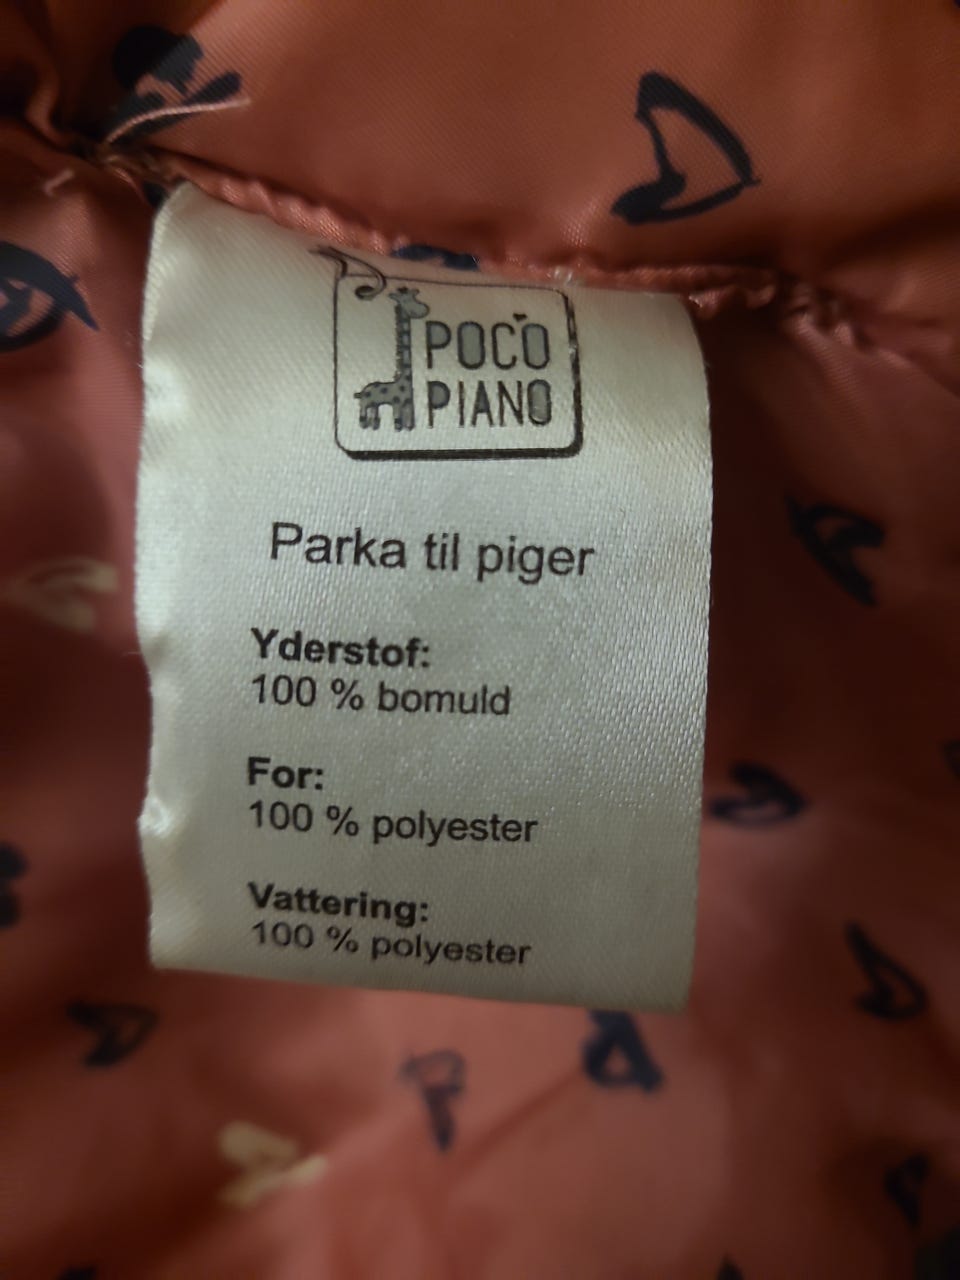 POCO
PIANO
Parka til piger
Yderstof:
100 % bomuld
For:
100 % polyester
Vattering:
100 % polyester